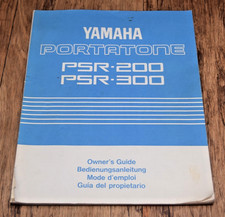 YAMAHA
PORTATONE
PSR-200
PSR-300
Owner's Guide
Bedienungsanleitung
Mode d'emploi
Guía del propietario